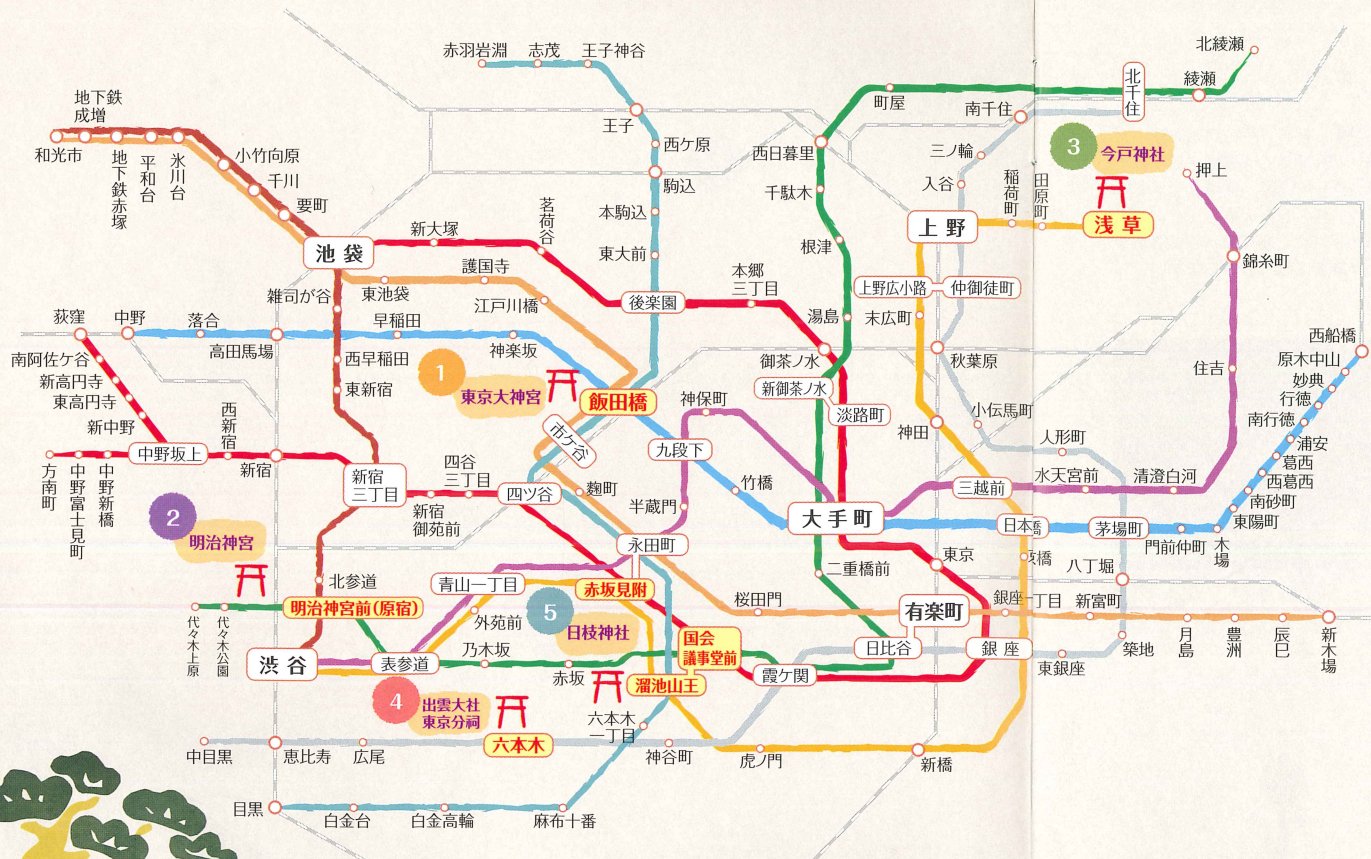 赤羽岩淵
志茂
王子神谷
王子
西ケ原
駒込
本駒込
東大前
北綾瀬
綾瀬
北千住
町屋
南千住
西日暮里
三ノ輪
入谷
千駄木
根津
湯島
3
今戸神社
稲荷町
田原町
浅草
上野
上野広小路
仲御徒町
末広町
秋葉原
押上
錦糸町
住吉
地下鉄
成増
和光市
地下鉄赤塚
平和台
氷川台
小竹向原
千川
要町
池袋
新大塚
茗荷谷
後楽園
本郷
三丁目
御茶ノ水
新御茶ノ水
淡路町
雑司が谷
東池袋
護国寺
江戸川橋
荻窪
中野
落合
高田馬場
早稲田
神楽坂
西早稲田
東新宿
1
東京大神宮
飯田橋
市ケ谷
南阿佐ケ谷
新高円寺
東高円寺
新中野
中野坂上
西新宿
新宿
方南町
中野富士見町
中野新橋
新宿
三丁目
新宿
御苑前
四谷
三丁目
四ツ谷
麹町
半蔵門
神保町
九段下
竹橋
大手町
神田
小伝馬町
人形町
三越前
水天宮前
清澄白河
日本橋
茅場町
門前仲町
木場
東陽町
南砂町
西葛西
葛西
浦安
南行徳
行徳
妙典
原木中山
西船橋
2
明治神宮
北参道
明治神宮前(原宿)
代々木上原
代々木公園
渋谷
表参道
青山一丁目
外苑前
乃木坂
赤坂
永田町
赤坂見附
5
日枝神社
国会
議事堂前
溜池山王
桜田門
二重橋前
東京
有楽町
日比谷
霞ケ関
銀座
銀座一丁目
新富町
八丁堀
築地
東銀座
月島
豊洲
辰巳
新木場
4
出雲大社
東京分祠
六本木
六本木
一丁目
神谷町
虎ノ門
新橋
中目黒
恵比寿
広尾
目黒
白金台
白金高輪
麻布十番